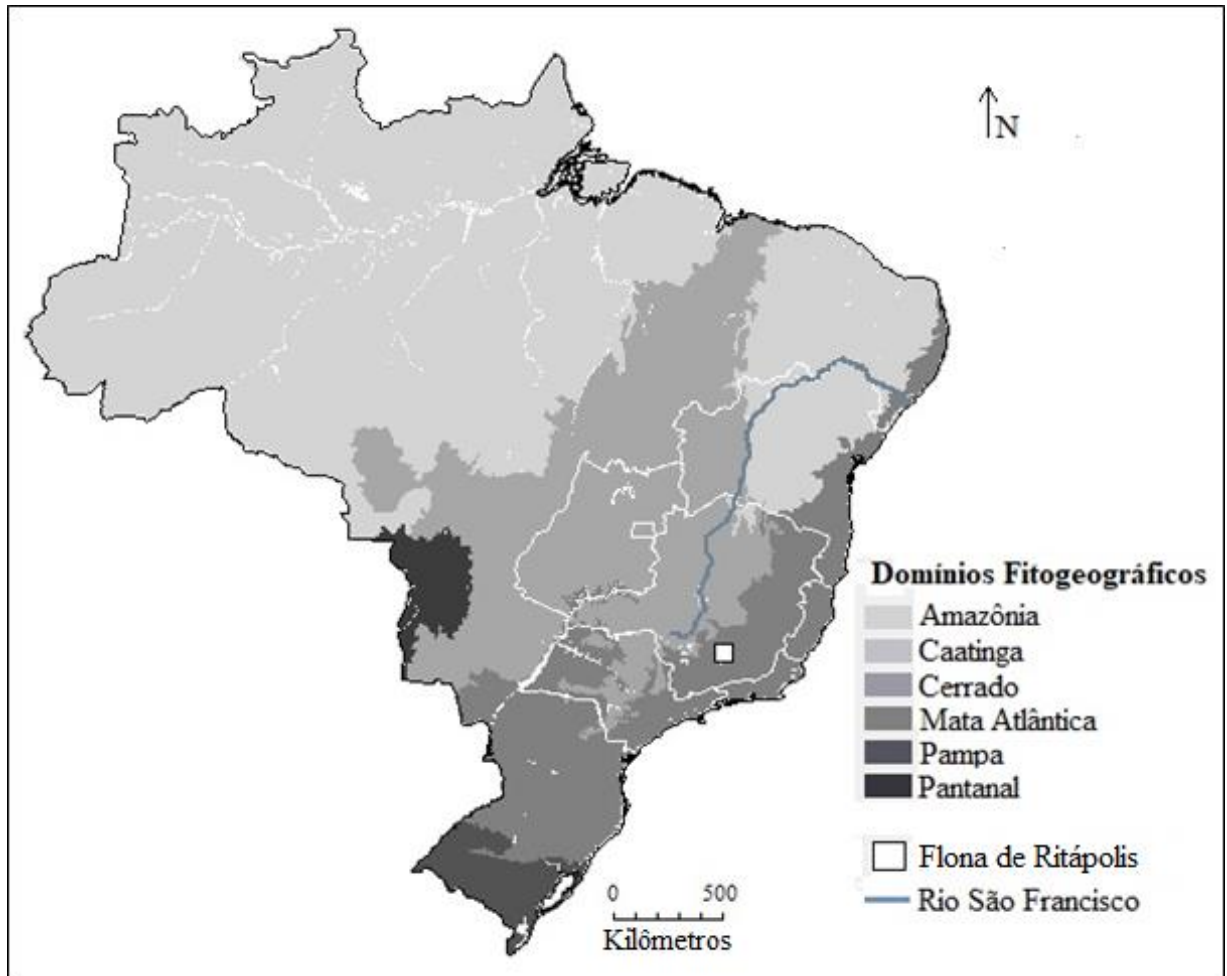 N
Domínios Fitogeográficos
Amazônia
Caatinga
Cerrado
Mata Atlântica
Pampa
Pantanal
Flona de Ritápolis
Rio São Francisco
0 500
Kilômetros